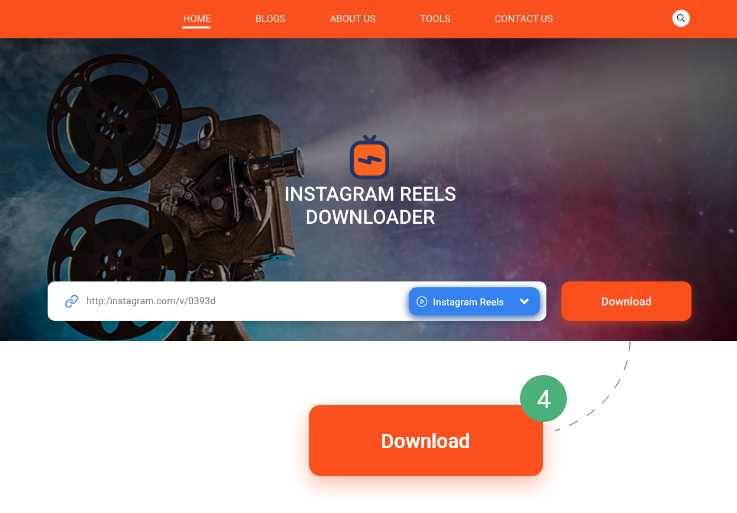 HOME BLOGS ABOUT US TOOLS CONTACT US
INSTAGRAM REELS
DOWNLOADER
http:/instagram.com/v/0393d Instagram Reels Download
4
Download